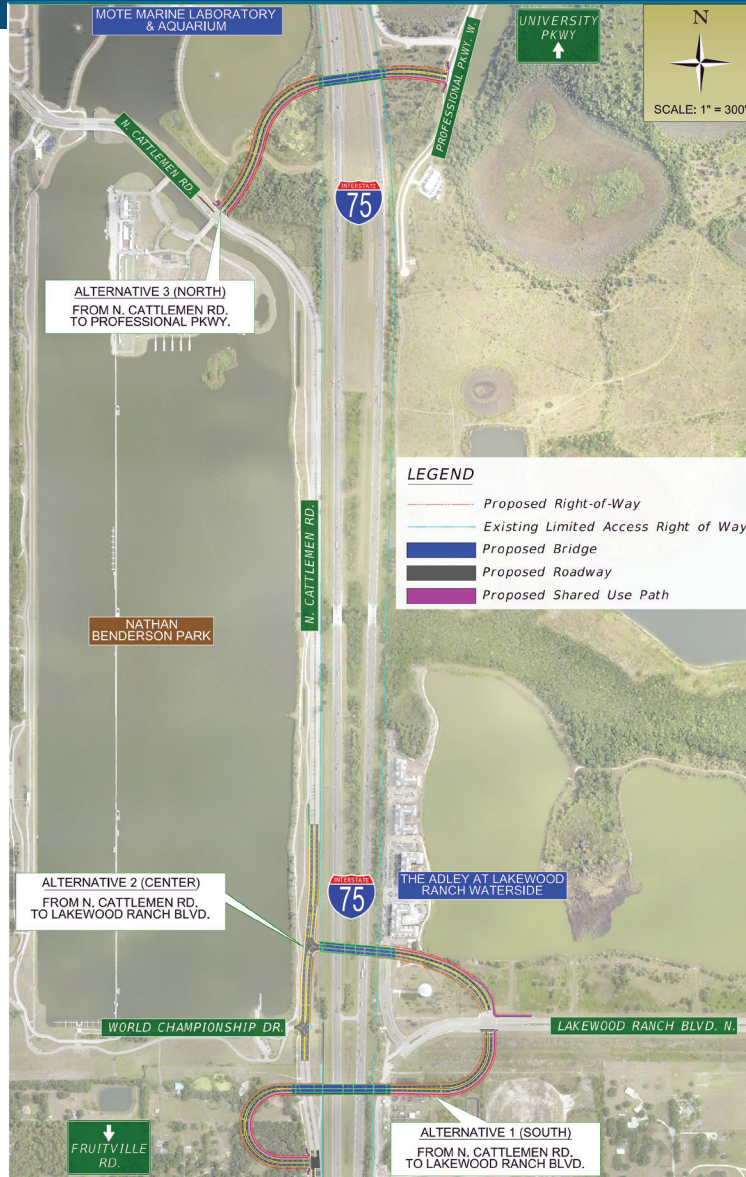 MOTE MARINE LABORATORY
& AQUARIUM
UNIVERSITY
PKWY
N
SCALE: 1" = 300'
PROFESSIONAL PKWY. W.
N. CATTLEMEN RD.
INTERSTATE
75
ALTERNATIVE 3 (NORTH)
FROM N. CATTLEMEN RD.
TO PROFESSIONAL PKWY.
LEGEND
Proposed Right-of-Way
Existing Limited Access Right of Way
Proposed Bridge
Proposed Roadway
Proposed Shared Use Path
N. CATTLEMEN RD.
NATHAN
BENDERSON PARK
ALTERNATIVE 2 (CENTER)
FROM N. CATTLEMEN RD.
TO LAKEWOOD RANCH BLVD.
INTERSTATE
75
THE ADLEY AT LAKEWOOD
RANCH WATERSIDE
WORLD CHAMPIONSHIP DR.
LAKEWOOD RANCH BLVD. N.
FRUITVILLE
RD.
ALTERNATIVE 1 (SOUTH)
FROM N. CATTLEMEN RD.
TO LAKEWOOD RANCH BLVD.